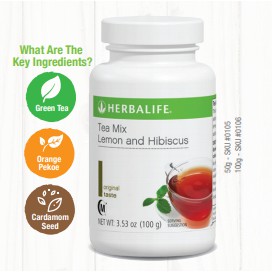 What Are The
Key Ingredients?
Green Tea
Orange
Pekoe
Cardamom
Seed
HERBALIFE
Tea Mix
Lemon and Hibiscus
original
taste
NET WT: 3.53 oz (100 g)
50g - SKU #0105
100g - SKU #0106